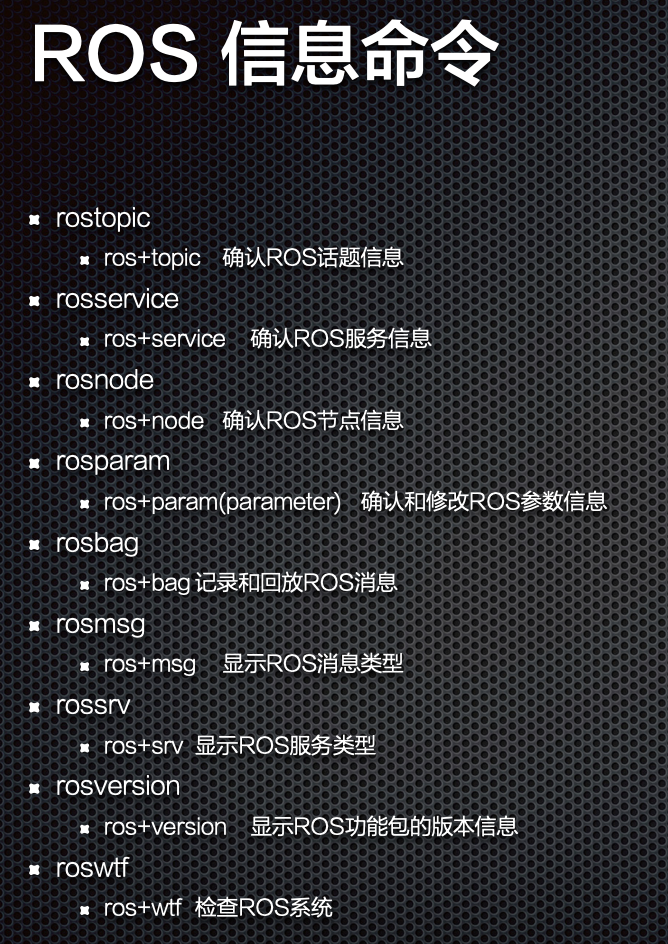 ROS 信息命令
rostopic
ros+topic 确认ROS话题信息
rosservice
ros+service 确认ROS服务信息
rosnode
ros+node 确认ROS节点信息
rosparam
ros+param(parameter) 确认和修改ROS参数信息
rosbag
ros+bag 记录和回放ROS消息
rosmsg
ros+msg 显示ROS消息类型
rossrv
ros+srv 显示ROS服务类型
rosversion
ros+version 显示ROS功能包的版本信息
roswtf
ros+wtf 检查ROS系统